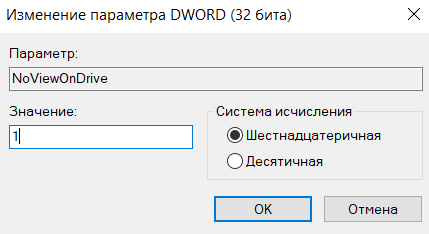 Изменение параметра DWORD (32 бита)
Параметр:
NoViewOnDrive
Значение:
1
Система исчисления
Шестнадцатеричная
Десятичная
OK
Отмена